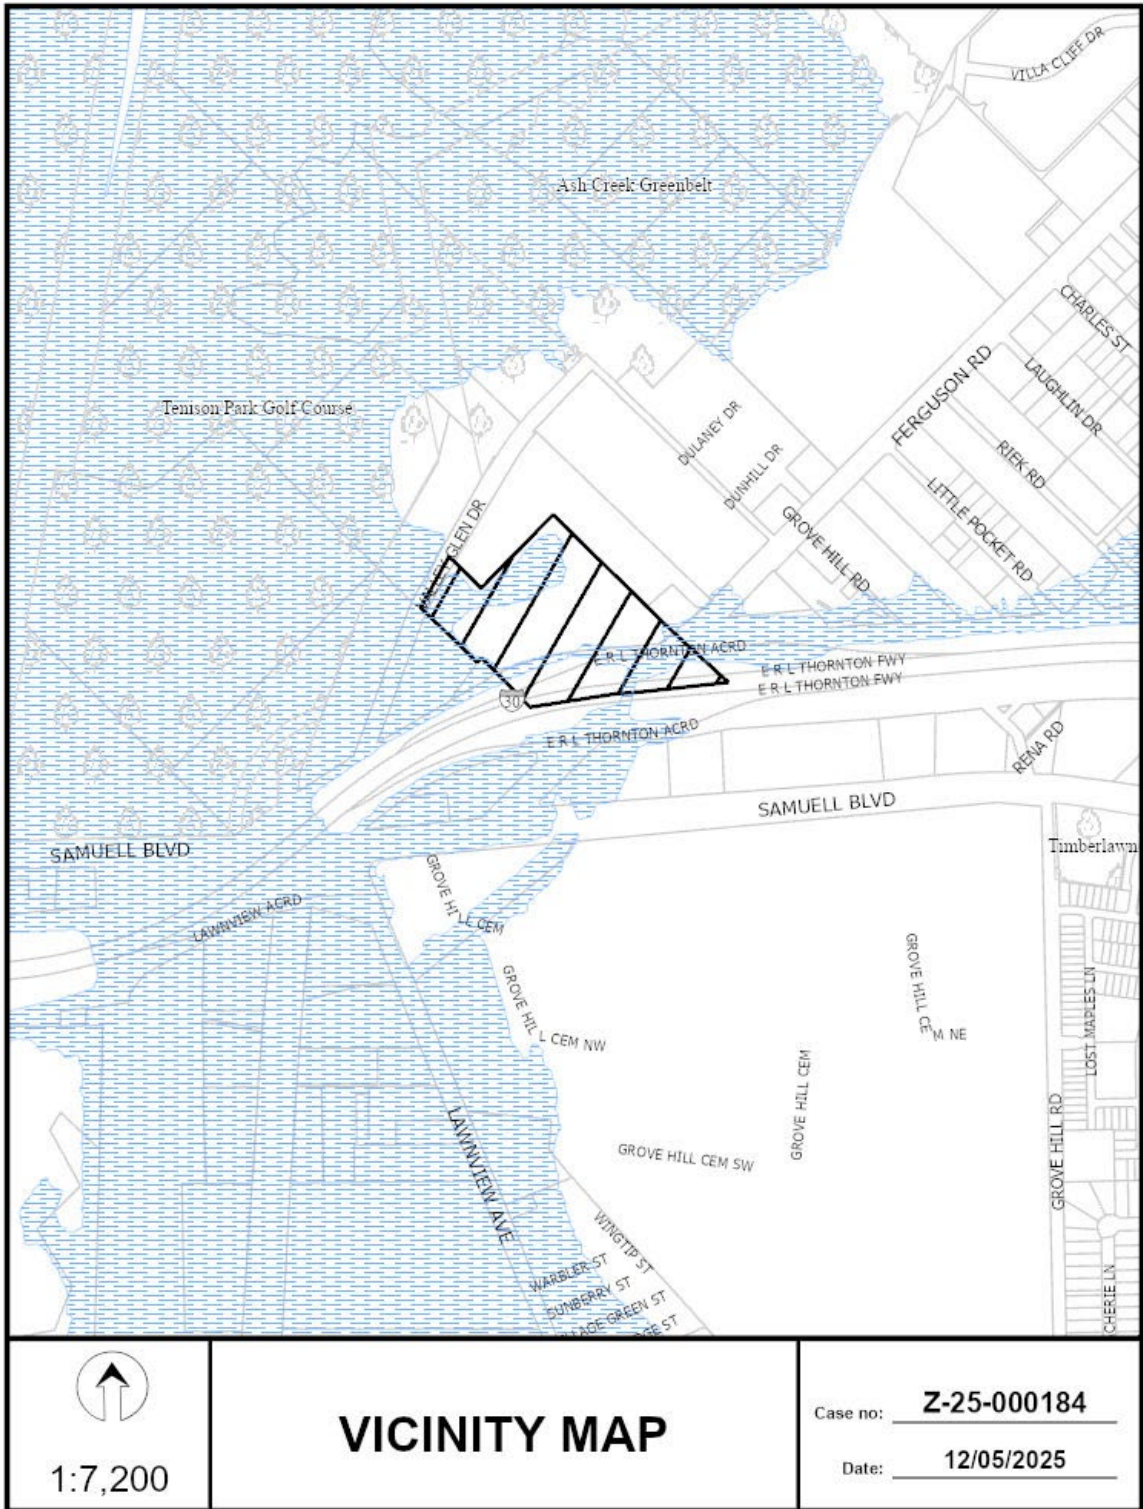 VILLA CLIFF DR
Ash Creek Greenbelt
CHARLES ST
FERGUSON RD
LAUGHLIN DR
Tenison Park Golf Course
DULANEY DR
RIEK RD
DUNHILL DR
LITTLE POCKET RD
GLEN DR
GROVE HILL RD
E R L THORNTON ACRD
E R L THORNTON FWY
E R L THORNTON FWY
30
E R L THORNTON ACRD
RENA RD
SAMUELL BLVD
SAMUELL BLVD
Timberlawn
GROVE HILL CEM
LAWNVIEW ACRD
GROVE HILL CEM NW
GROVE HILL CEM NE
LOST MAPLES LN
GROVE HILL CEM
GROVE HILL RD
LAWNVIEW AVE
GROVE HILL CEM SW
WINGTIP ST
WARBLER ST
SUNBERRY ST
LLAGE GREEN ST
GE ST
CHERIE LN
1:7,200
VICINITY MAP
Case no: Z-25-000184
Date: 12/05/2025